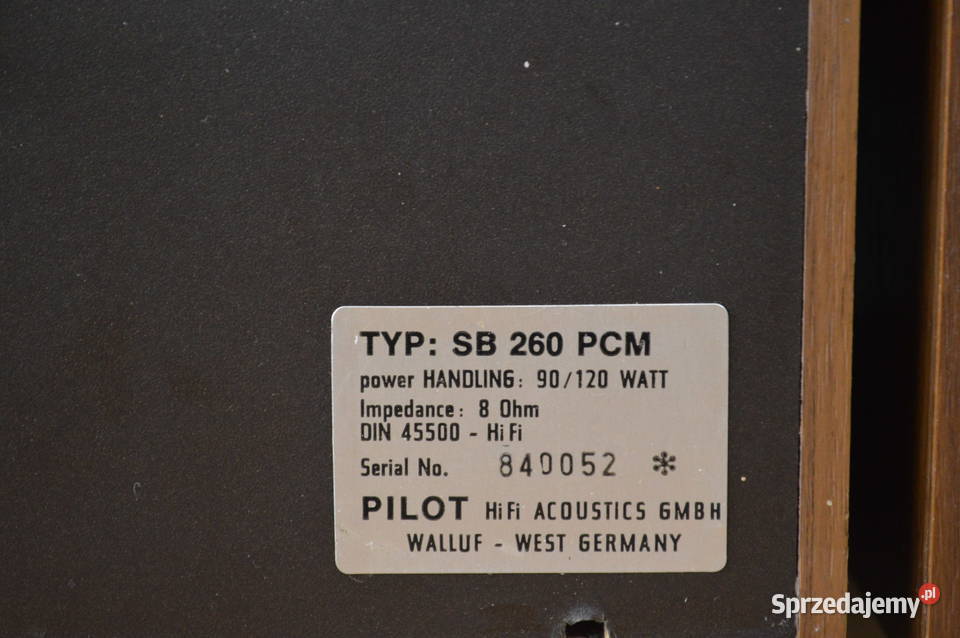 TYP: SB 260 PCM
power HANDLING: 90/120 WATT
Impedance: 8 Ohm
DIN 45500 - HiFi
Serial No. 840052 *
PILOT HiFi ACOUSTICS GMBH
WALLUF - WEST GERMANY
Sprzedajemy.pl